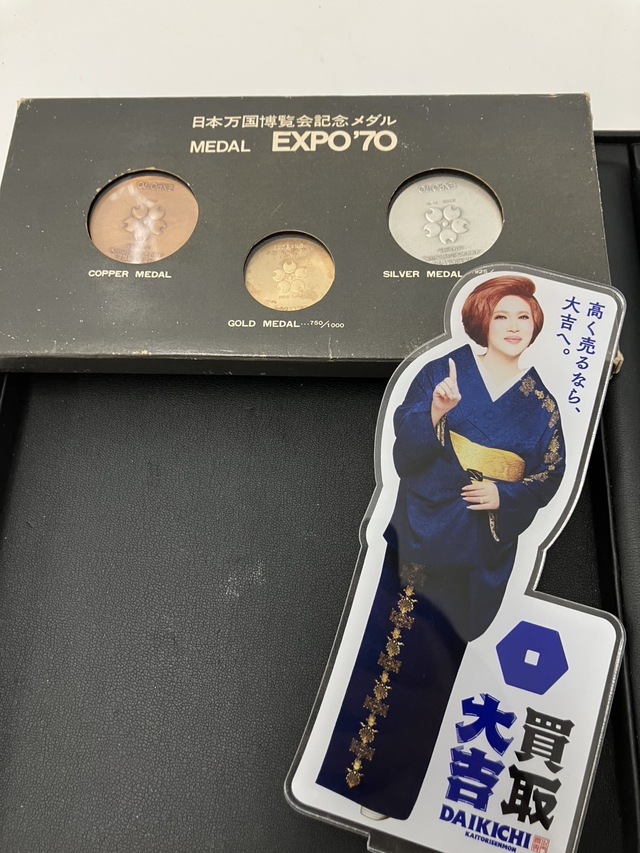 日本万国博覧会記念メダル
MEDAL EXPO'70
COPPER MEDAL
GOLD MEDAL...750/1000
SILVER MEDAL
高く売るなら、
大吉へ。
買取
大吉
DAIKICHI
KAITORISENMON